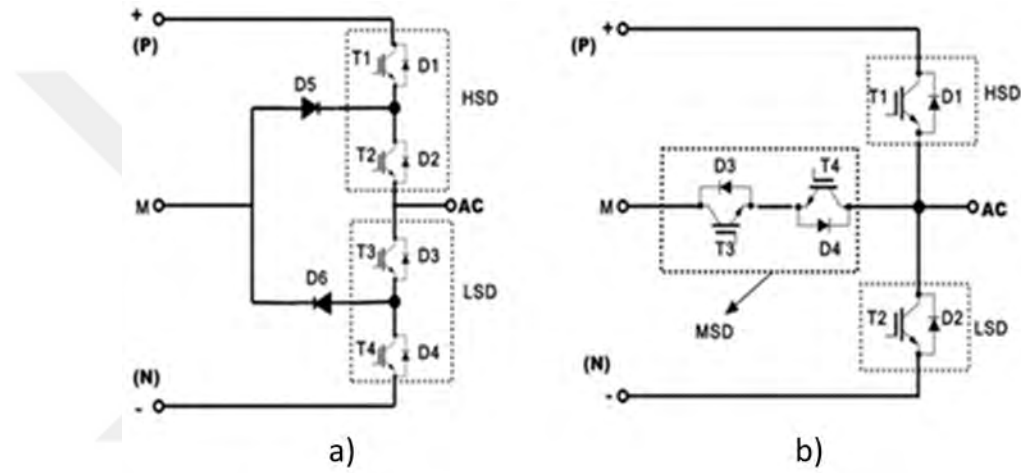 +
(P)
T1
D1
HSD
D5
T2
D2
M
AC
T3
D3
D6
LSD
T4
D4
(N)
-
a)
+
(P)
T1
D1
HSD
D3
T4
M
AC
T3
D4
MSD
T2
D2
LSD
(N)
-
b)